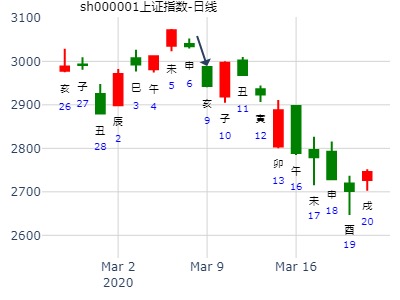 sh000001上证指数-日线
3100
3000
2900
2800
2700
2600
亥
26
子
27
丑
28
辰
2
巳
3
午
4
未
5
申
6
亥
9
子
10
丑
11
寅
12
卯
13
午
16
未
17
申
18
酉
19
戌
20
Mar 2
2020
Mar 9
Mar 16